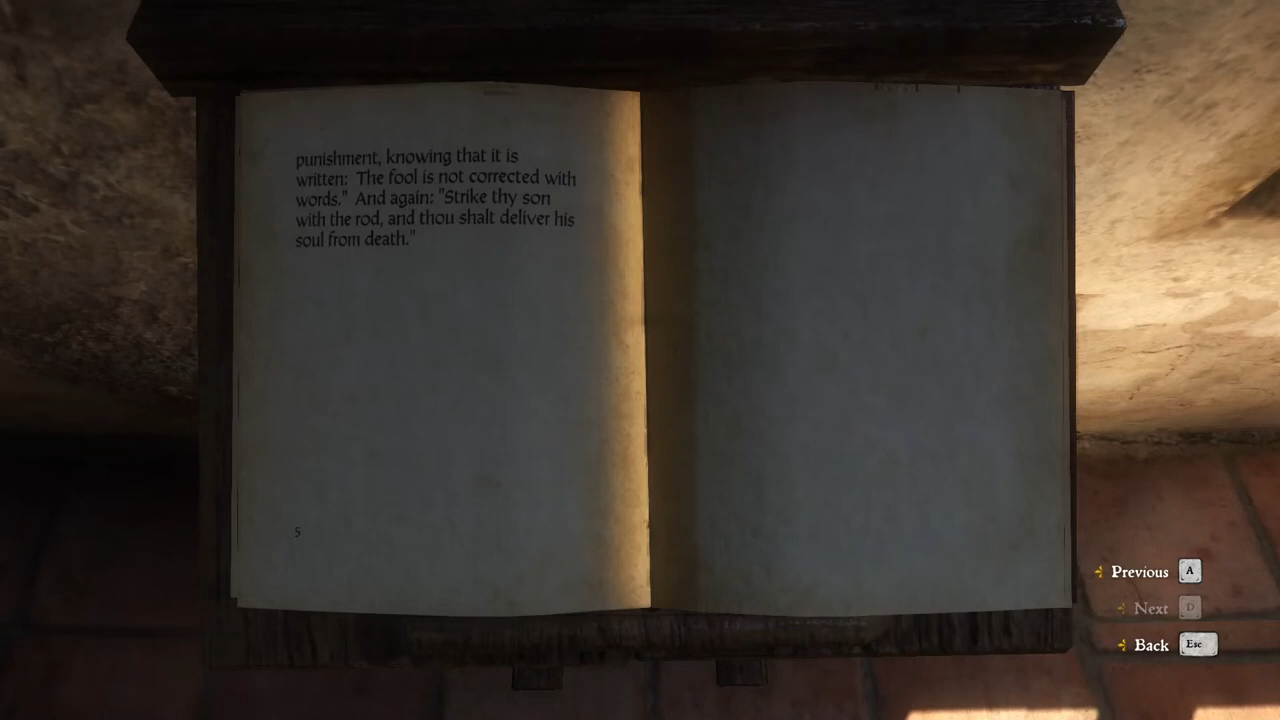 punishment, knowing that it is
written:  The fool is not corrected with
words."  And again: "Strike thy son
with the rod, and thou shalt deliver his
soul from death."
5
Previous A
Next D
Back Esc